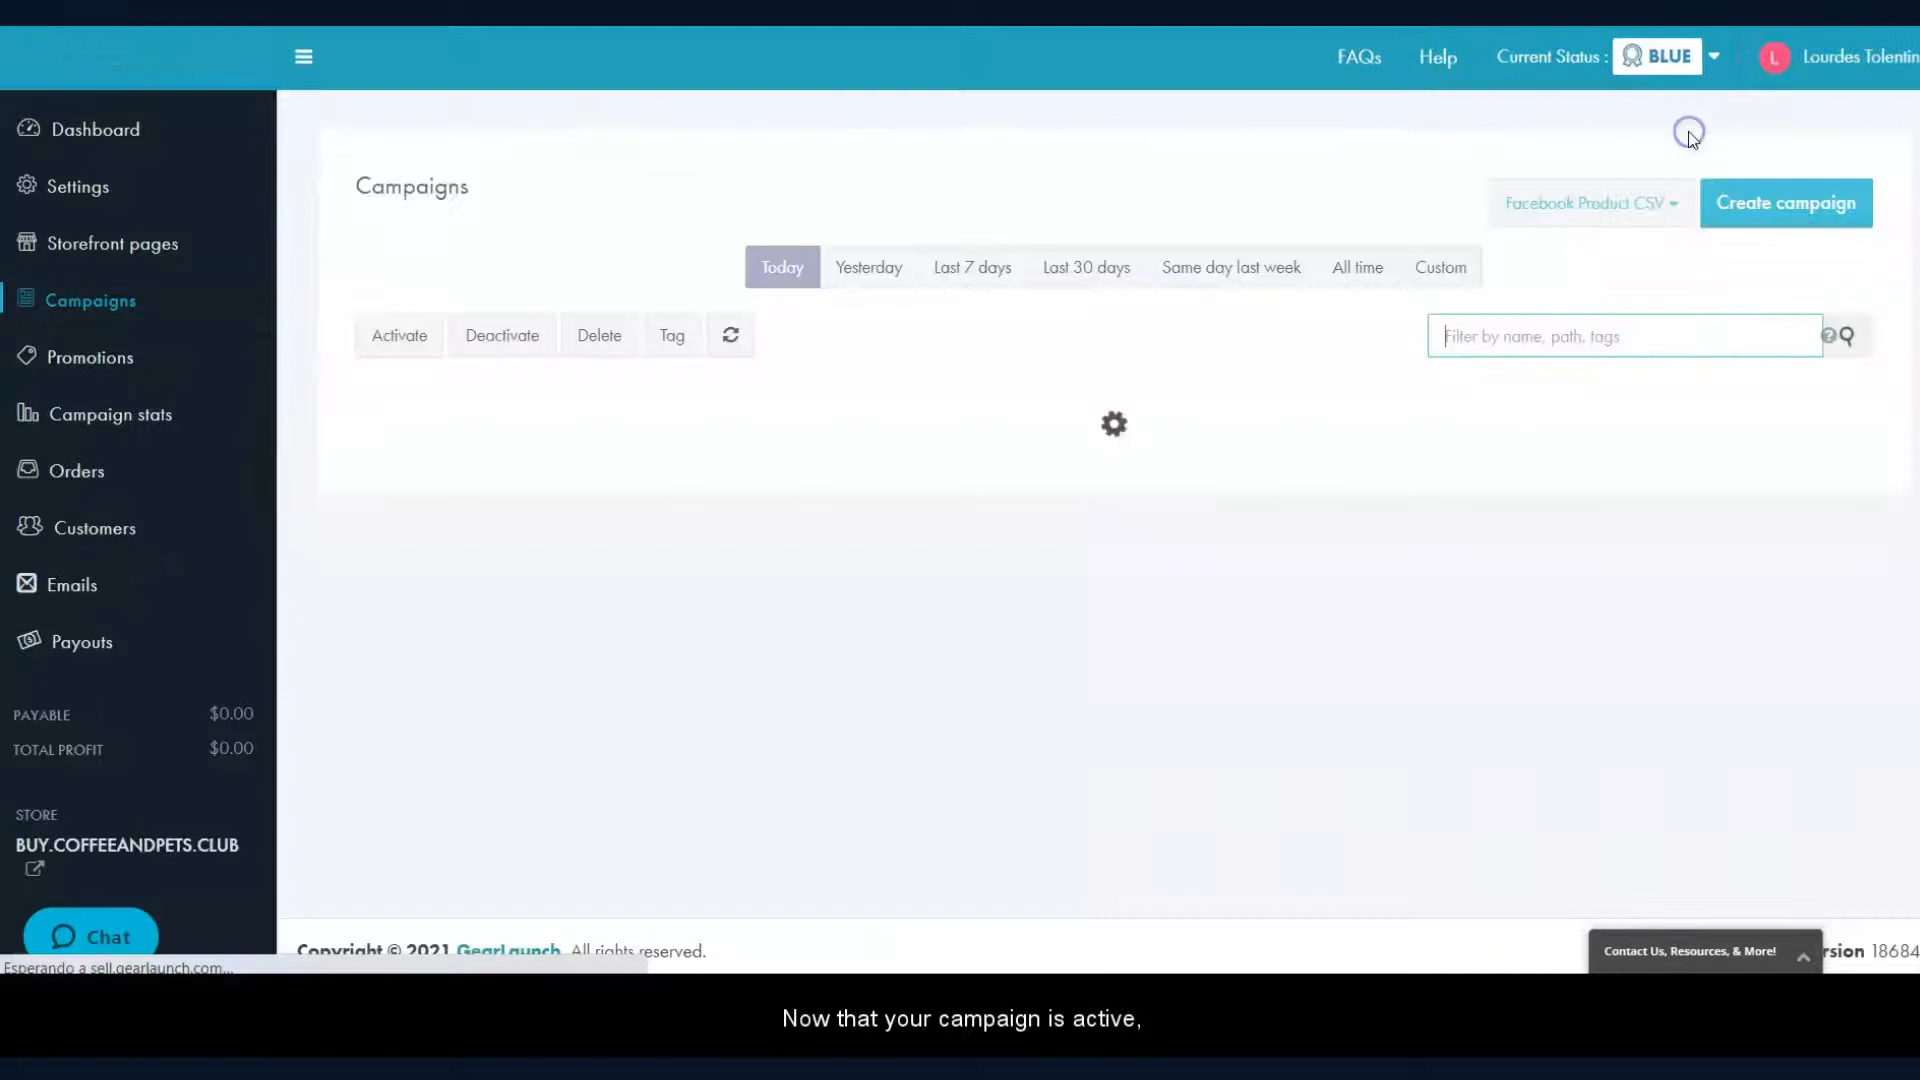 FAQs Help Current Status : BLUE L Lourdes Tolentin
Dashboard
Settings
Storefront pages
Campaigns
Promotions
Campaign stats
Orders
Customers
Emails
Payouts
PAYABLE $0.00
TOTAL PROFIT $0.00
STORE
BUY.COFFEEANDPETS.CLUB
Chat
Campaigns
Facebook Product CSV Create campaign
Today Yesterday Last 7 days Last 30 days Same day last week All time Custom
Activate Deactivate Delete Tag Filter by name, path, tags
Copyright © 2021 GearLaunch. All rights reserved. Contact Us, Resources, & More! rsion 18684
Esperando a sell.gearlaunch.com...
Now that your campaign is active,